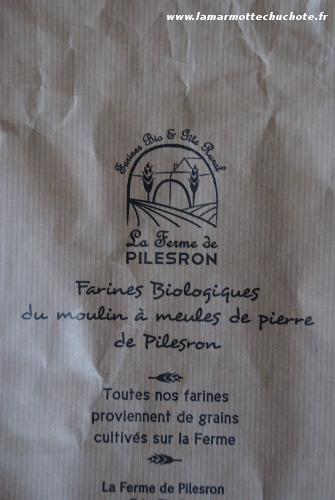 www.lamarmottechuchote.fr
Farines Bio & Gîte Rural
La Ferme de
PILESRON
Farines Biologiques
du moulin à meules de pierre
de Pilesron
Toutes nos farines
proviennent de grains
cultivés sur la Ferme
La Ferme de Pilesron